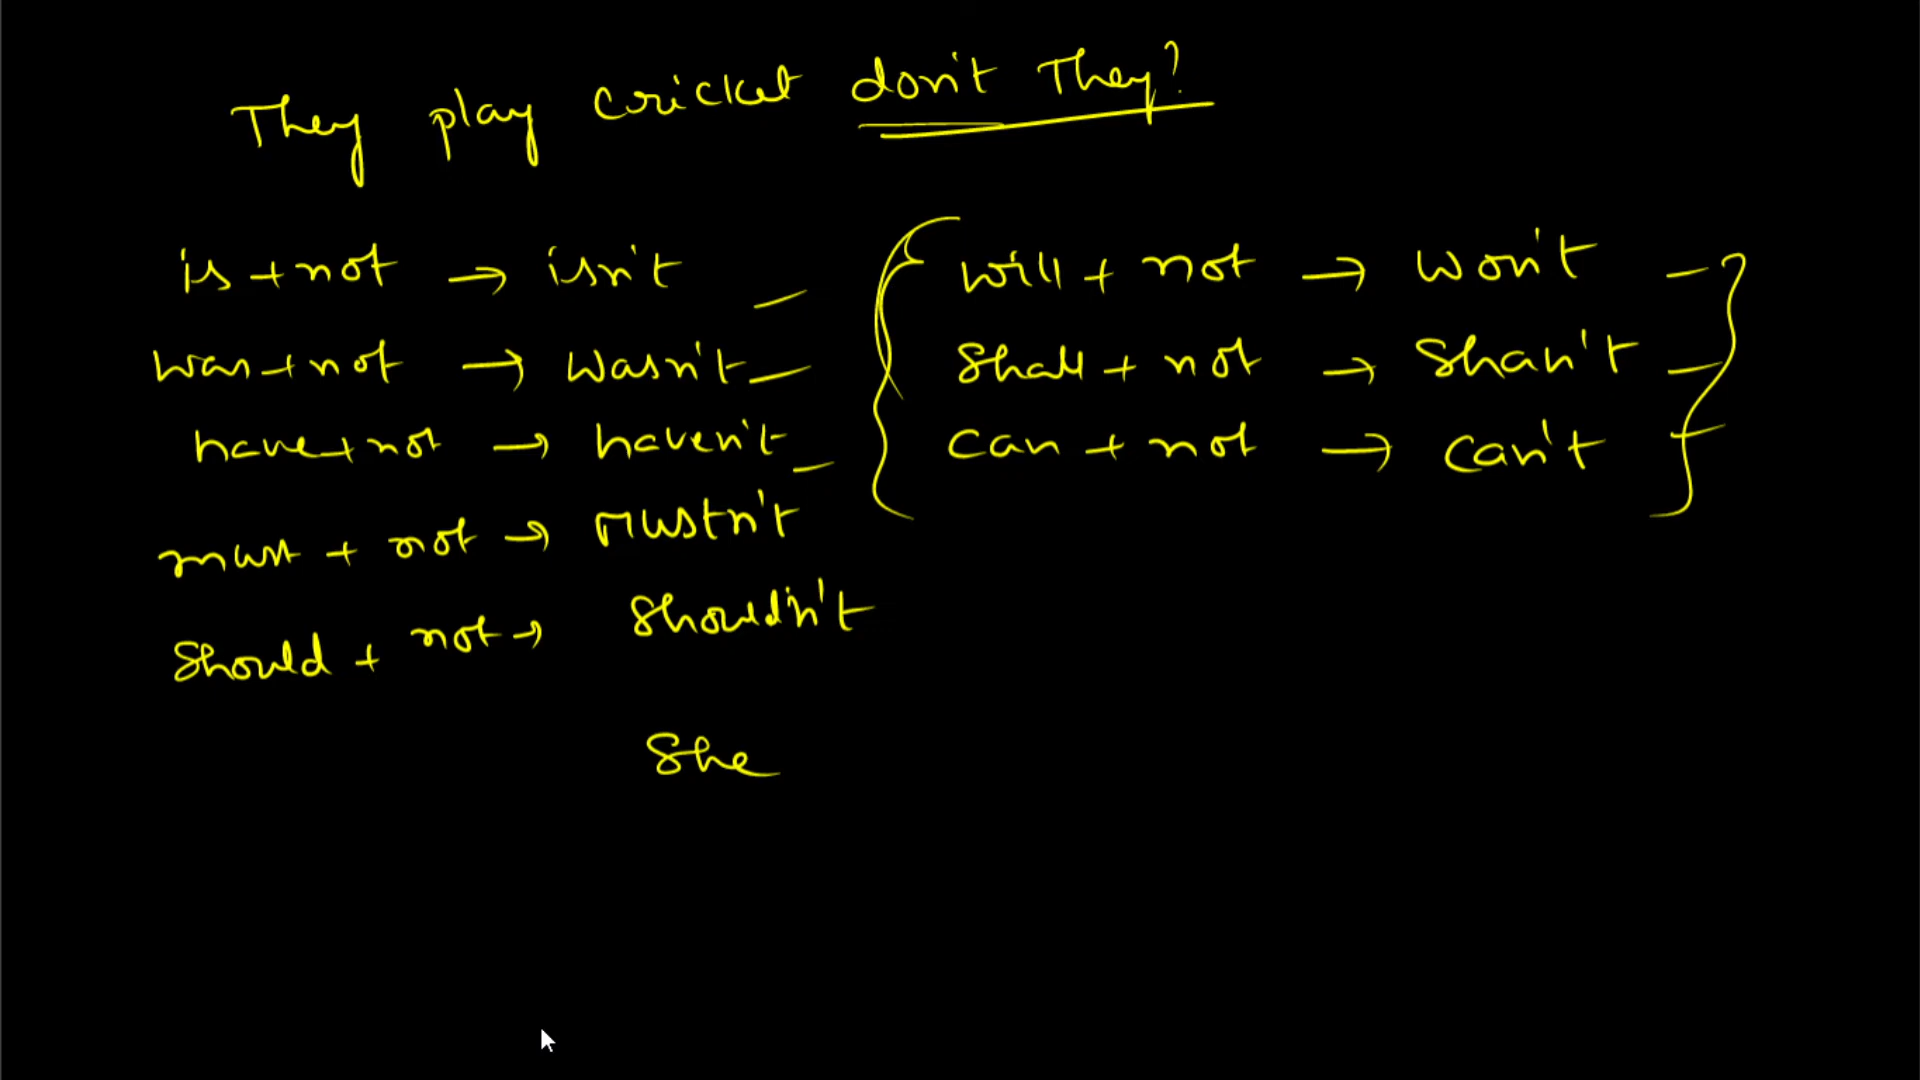 They play cricket don't They?
is + not → isn't –
was + not → wasn't –
have + not → haven't –
must + not → Mustn't
Should + not → Shouldn't
will + not → won't –
Shall + not → Shan't –
can + not → can't –
She